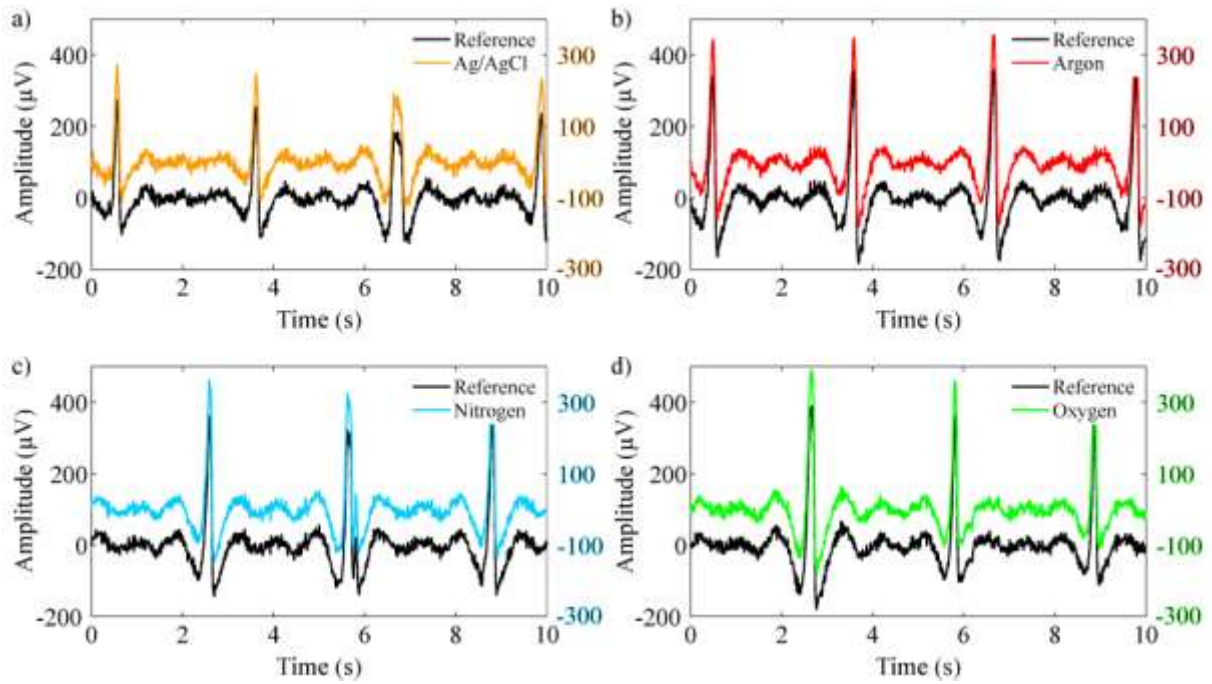 a)
400
200
0
-200
Amplitude (µV)
Reference
Ag/AgCl
300
100
-100
-300
0 2 4 6 8 10
Time (s)
b)
400
200
0
-200
Amplitude (µV)
Reference
Argon
300
100
-100
-300
0 2 4 6 8 10
Time (s)
c)
400
200
0
-200
Amplitude (µV)
Reference
Nitrogen
300
100
-100
-300
0 2 4 6 8 10
Time (s)
d)
400
200
0
-200
Amplitude (µV)
Reference
Oxygen
300
100
-100
-300
0 2 4 6 8 10
Time (s)